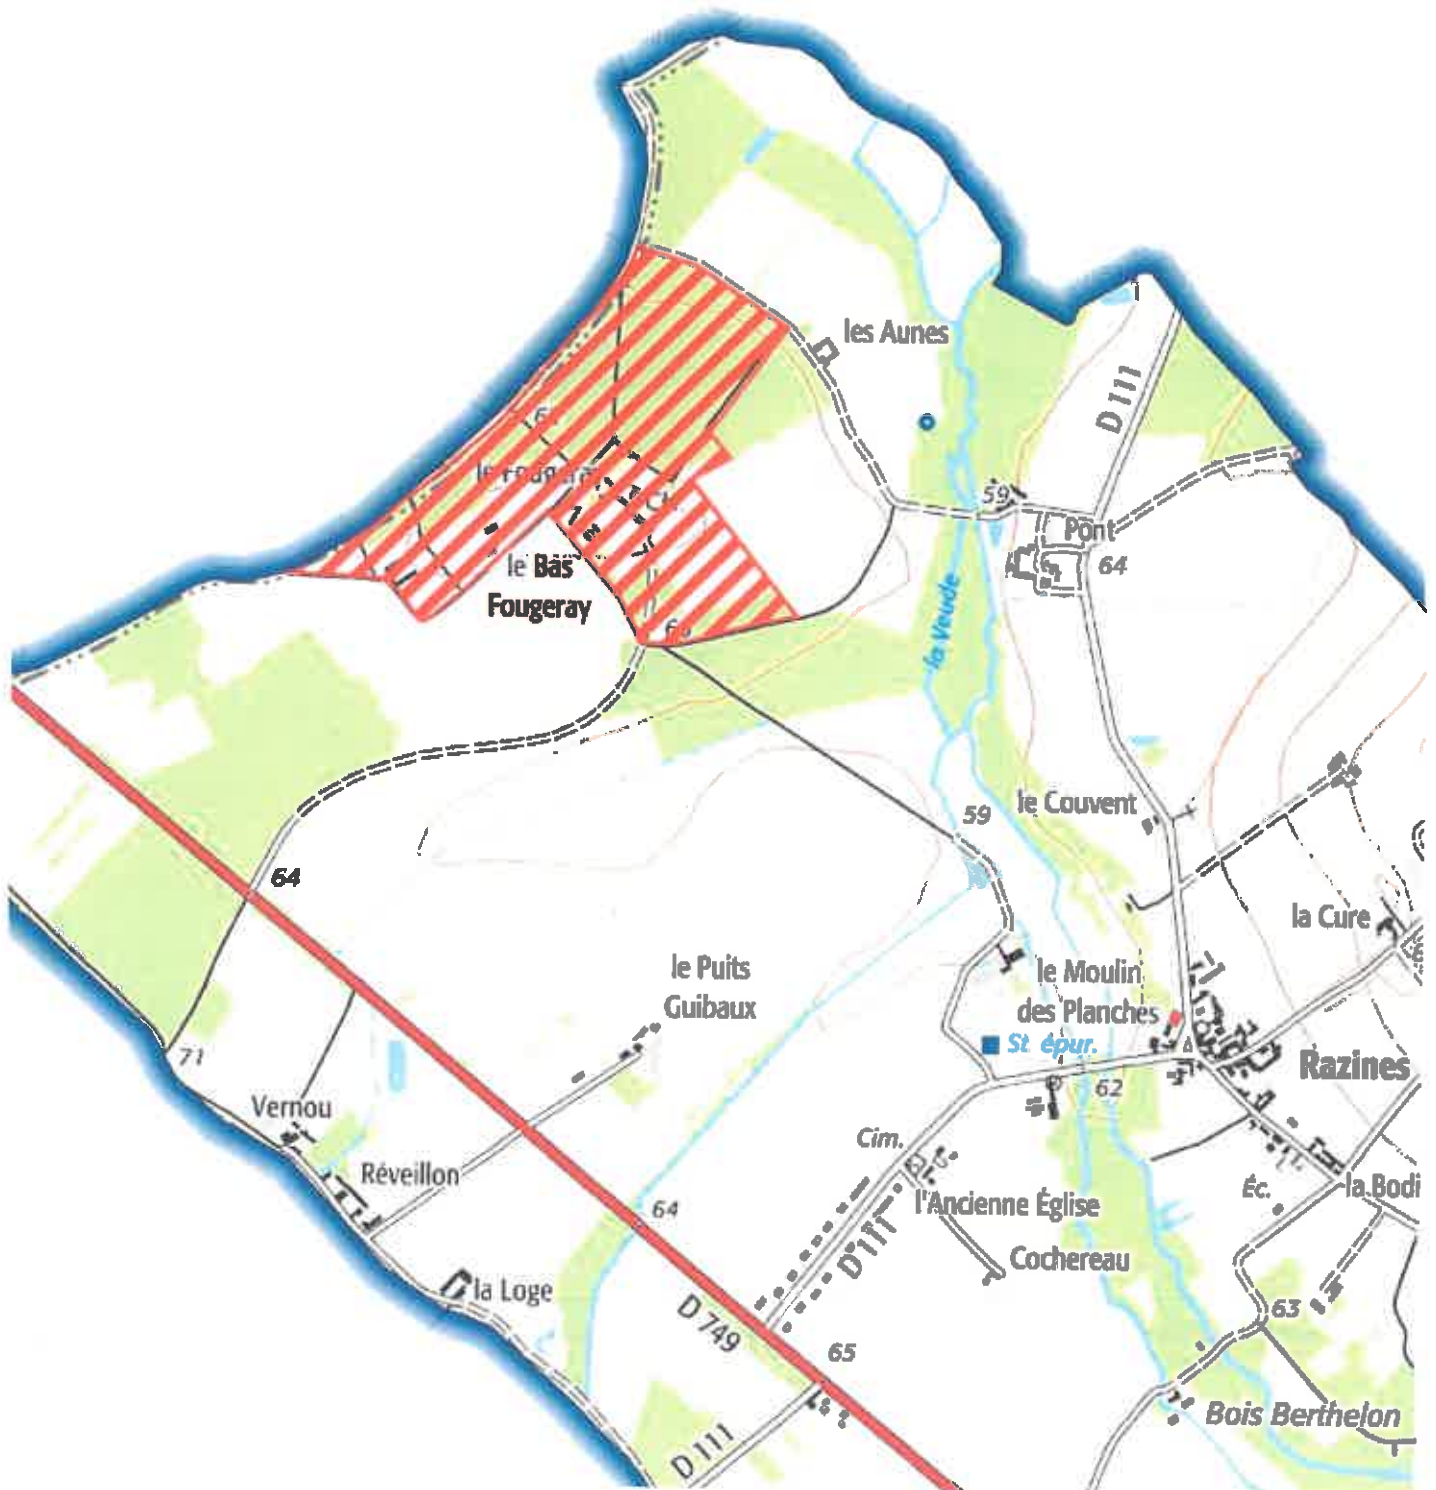 les Aunes
D 111
le Fougeray
59
Pont
64
le Bas
Fougeray
la Veude
59
le Couvent
64
la Cure
le Puits
Guibaux
le Moulin
des Planches
St épur.
71
Razines
62
Vernou
Cim.
Réveillon
Éc.
la Bodi
64
l'Ancienne Église
D 111
Cochereau
la Loge
63
D 749
65
Bois Berthelon
D 111